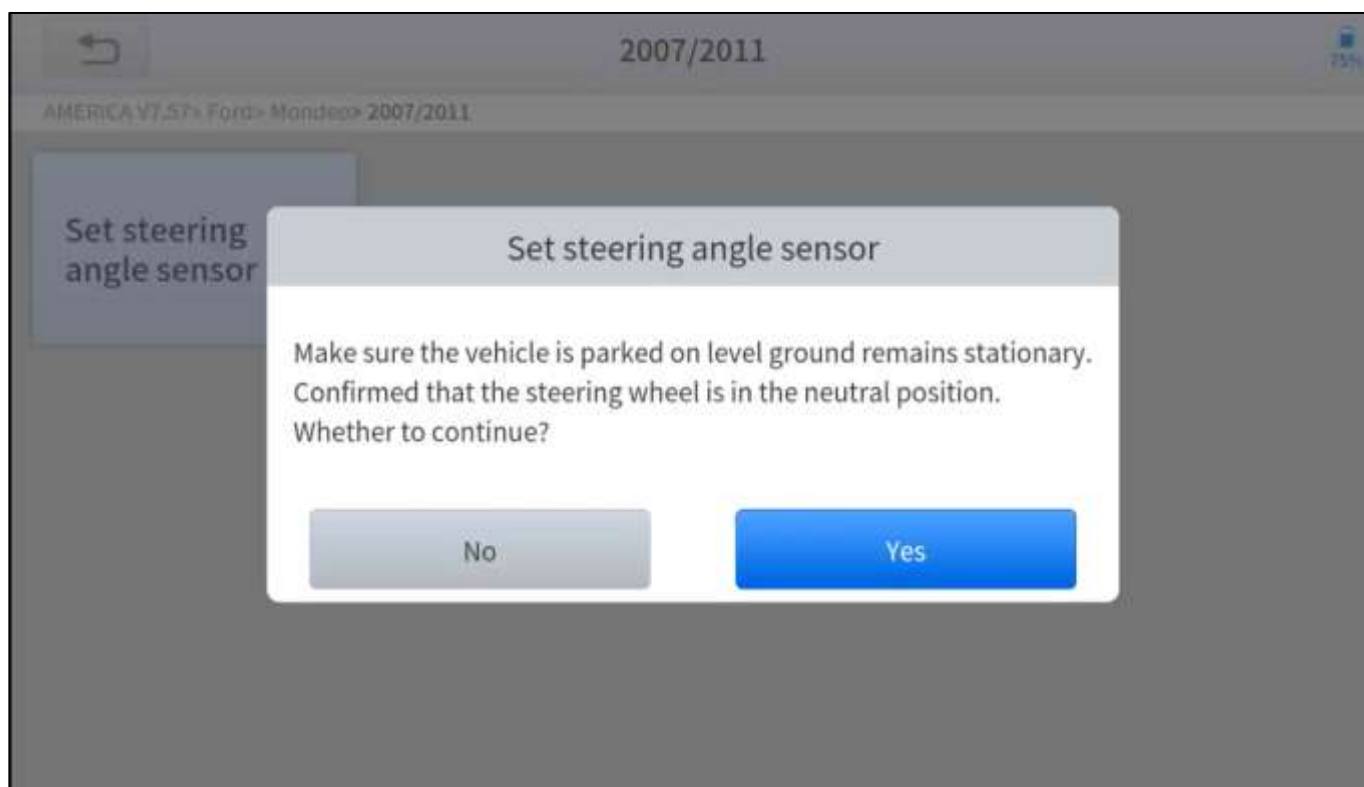 2007/2011
75%
AMERICA V7.57> Ford> Mondeo> 2007/2011
Set steering
angle sensor
Set steering angle sensor
Make sure the vehicle is parked on level ground remains stationary.
Confirmed that the steering wheel is in the neutral position.
Whether to continue?
No
Yes